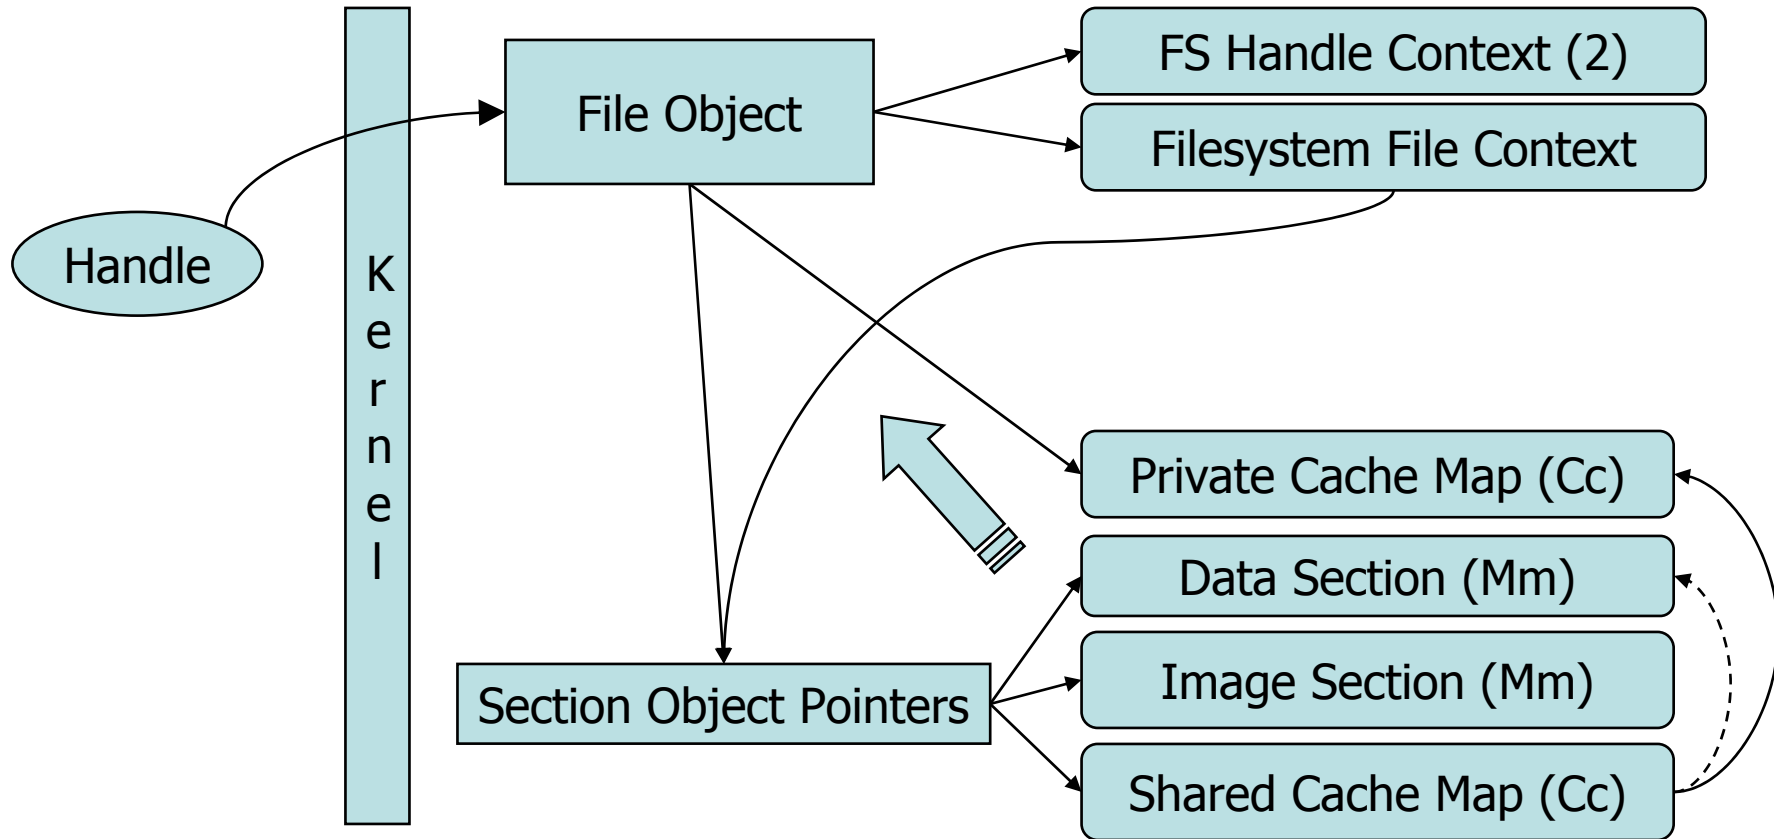 Handle
K
e
r
n
e
l
File Object
FS Handle Context (2)
Filesystem File Context
Section Object Pointers
Private Cache Map (Cc)
Data Section (Mm)
Image Section (Mm)
Shared Cache Map (Cc)